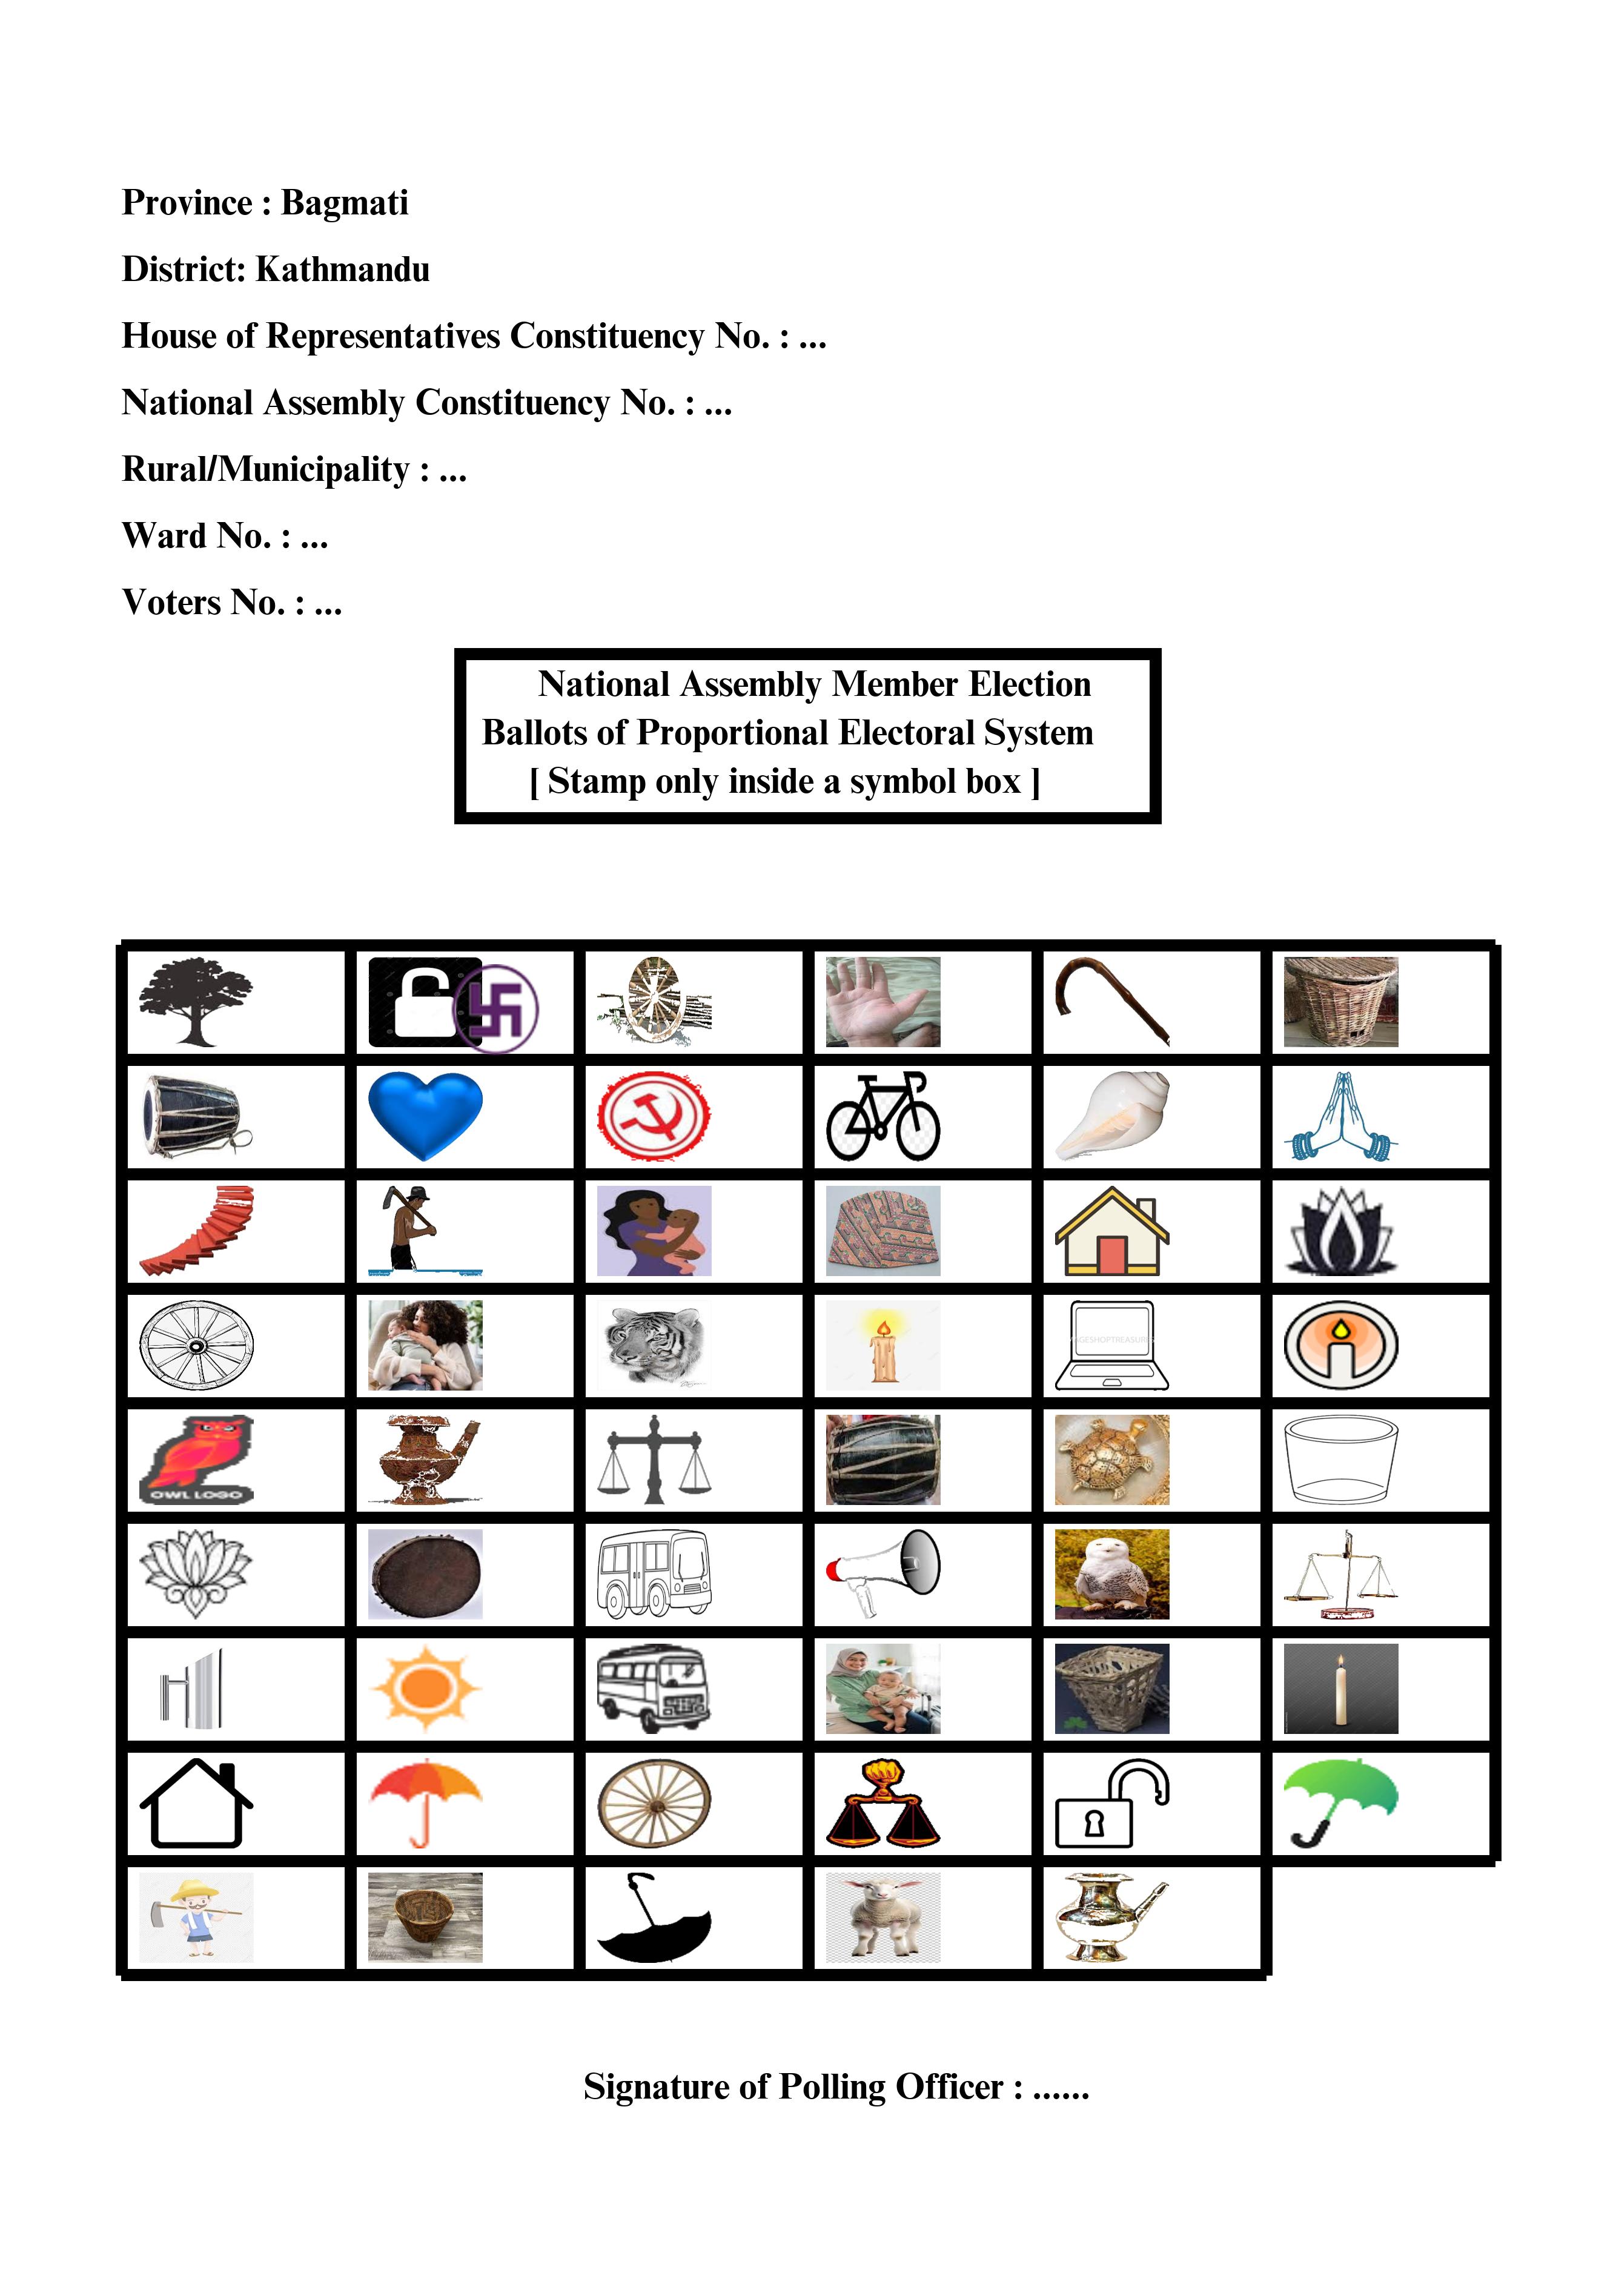 Province : Bagmati
District: Kathmandu
House of Representatives Constituency No. : ...
National Assembly Constituency No. : ...
Rural/Municipality : ...
Ward No. : ...
Voters No. : ...
National Assembly Member Election
Ballots of Proportional Electoral System
[ Stamp only inside a symbol box ]
OWL LOGO
Signature of Polling Officer : ......